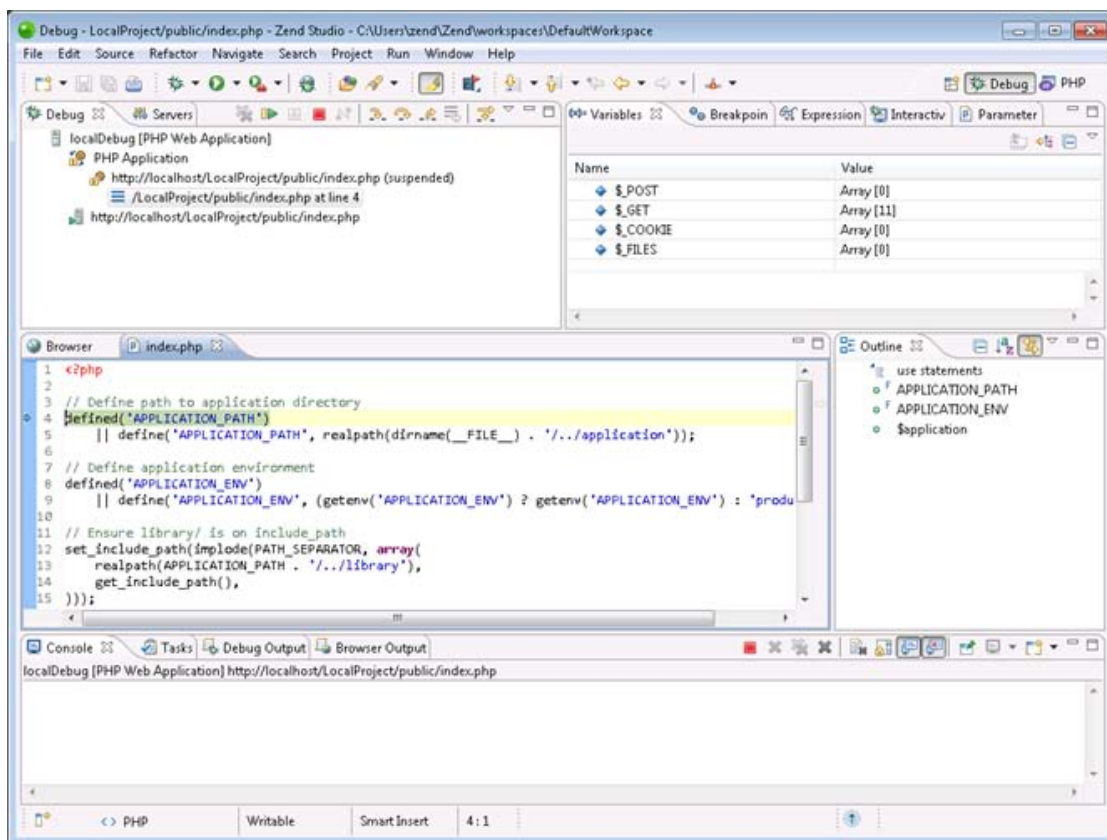 Debug - LocalProject/public/index.php - Zend Studio - C:\Users\zend\Zend\workspaces\DefaultWorkspace
File Edit Source Refactor Navigate Search Project Run Window Help
Debug PHP
Debug Servers
localDebug [PHP Web Application]
PHP Application
http://localhost/LocalProject/public/index.php (suspended)
/LocalProject/public/index.php at line 4
http://localhost/LocalProject/public/index.php
Variables Breakpoin Expression Interactiv Parameter
Name Value
$_POST Array [0]
$_GET Array [11]
$_COOKIE Array [0]
$_FILES Array [0]
Browser index.php
1 <?php
2
3 // Define path to application directory
4 defined('APPLICATION_PATH')
5 || define('APPLICATION_PATH', realpath(dirname(__FILE__) . '/../application'));
6
7 // Define application environment
8 defined('APPLICATION_ENV')
9 || define('APPLICATION_ENV', (getenv('APPLICATION_ENV') ? getenv('APPLICATION_ENV') : 'produ
10
11 // Ensure library/ is on include_path
12 set_include_path(implode(PATH_SEPARATOR, array(
13 realpath(APPLICATION_PATH . '/../library'),
14 get_include_path(),
15 )));
Outline
use statements
APPLICATION_PATH
APPLICATION_ENV
$application
Console Tasks Debug Output Browser Output
localDebug [PHP Web Application] http://localhost/LocalProject/public/index.php
<> PHP Writable Smart Insert 4:1